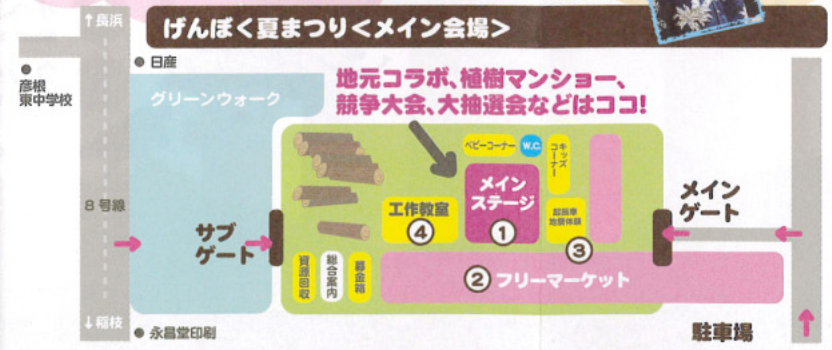 ↑長浜
げんぼく夏まつり<メイン会場>
日産
彦根
東中学校
グリーンウォーク
地元コラボ、植樹マンショー、
競争大会、大抽選会などはココ!
ベビーコーナー
W.C.
キッズ
コーナー
メイン
ステージ
①
工作教室
④
起震車
地震体験
③
メイン
ゲート
8号線
サブ
ゲート
資源回収
総合案内
募金箱
② フリーマーケット
↓稲枝
永昌堂印刷
駐車場